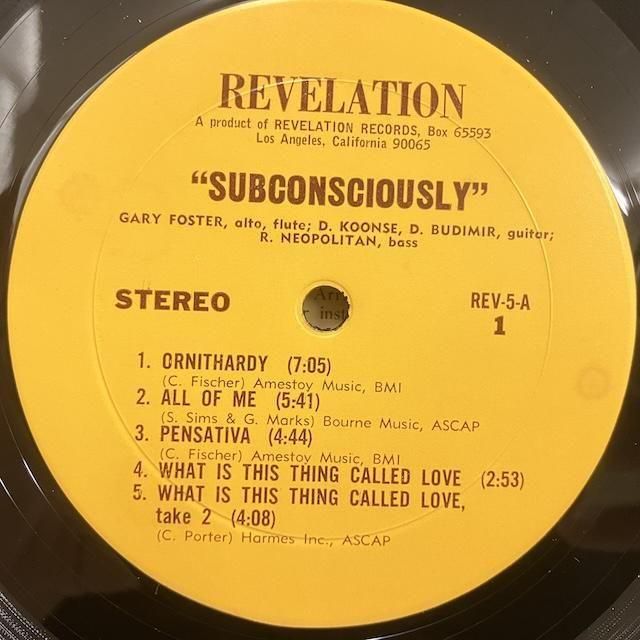 REVELATION
A product of REVELATION RECORDS, Box 65593
Los Angeles, California 90065
“SUBCONSCIOUSLY”
GARY FOSTER, alto, flute; D. KOONSE, D. BUDIMIR, guitar;
R. NEOPOLITAN, bass
STEREO
REV-5-A
1
1. ORNITHARDY (7:05)
(C. Fischer) Amestoy Music, BMI
2. ALL OF ME (5:41)
(S. Sims & G. Marks) Bourne Music, ASCAP
3. PENSATIVA (4:44)
(C. Fischer) Amestoy Music, BMI
4. WHAT IS THIS THING CALLED LOVE (2:53)
5. WHAT IS THIS THING CALLED LOVE,
take 2 (4:08)
(C. Porter) Harmes Inc., ASCAP